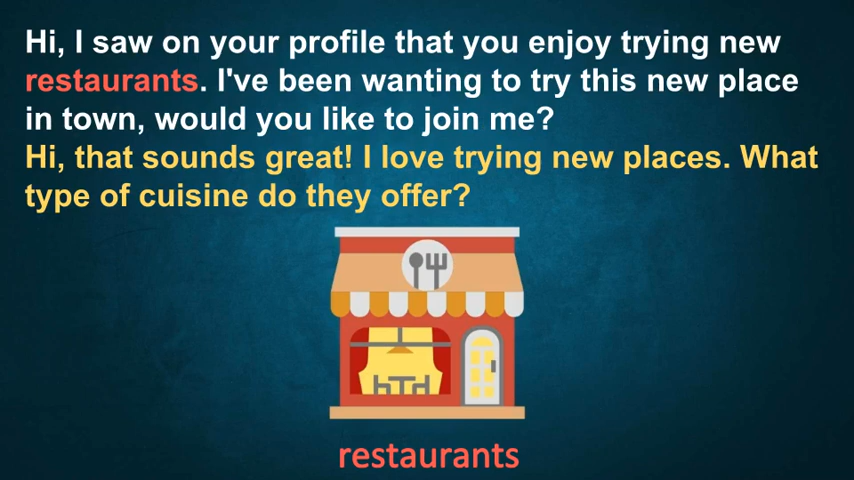 Hi, I saw on your profile that you enjoy trying new
restaurants. I've been wanting to try this new place
in town, would you like to join me?
Hi, that sounds great! I love trying new places. What
type of cuisine do they offer?
restaurants